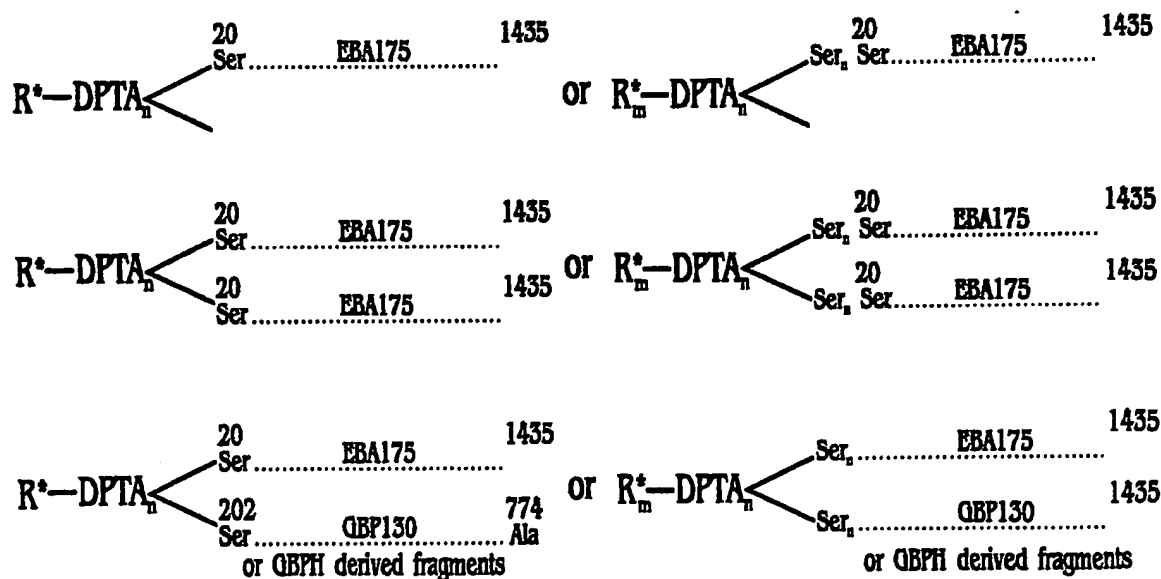 20 1435 20 1435
Ser EBA175 Serₙ Ser EBA175
R*—DPTAₙ or R*ₘ—DPTAₙ
20 1435 20 1435
Ser EBA175 Serₙ Ser EBA175
R*—DPTAₙ or R*ₘ—DPTAₙ
20 1435 20 1435
Ser EBA175 Serₙ Ser EBA175
20 1435 1435
Ser EBA175 Serₙ EBA175
R*—DPTAₙ or R*ₘ—DPTAₙ
202 774 1435
Ser GBP130 Ala Serₙ GBP130
or GBPH derived fragments or GBPH derived fragments